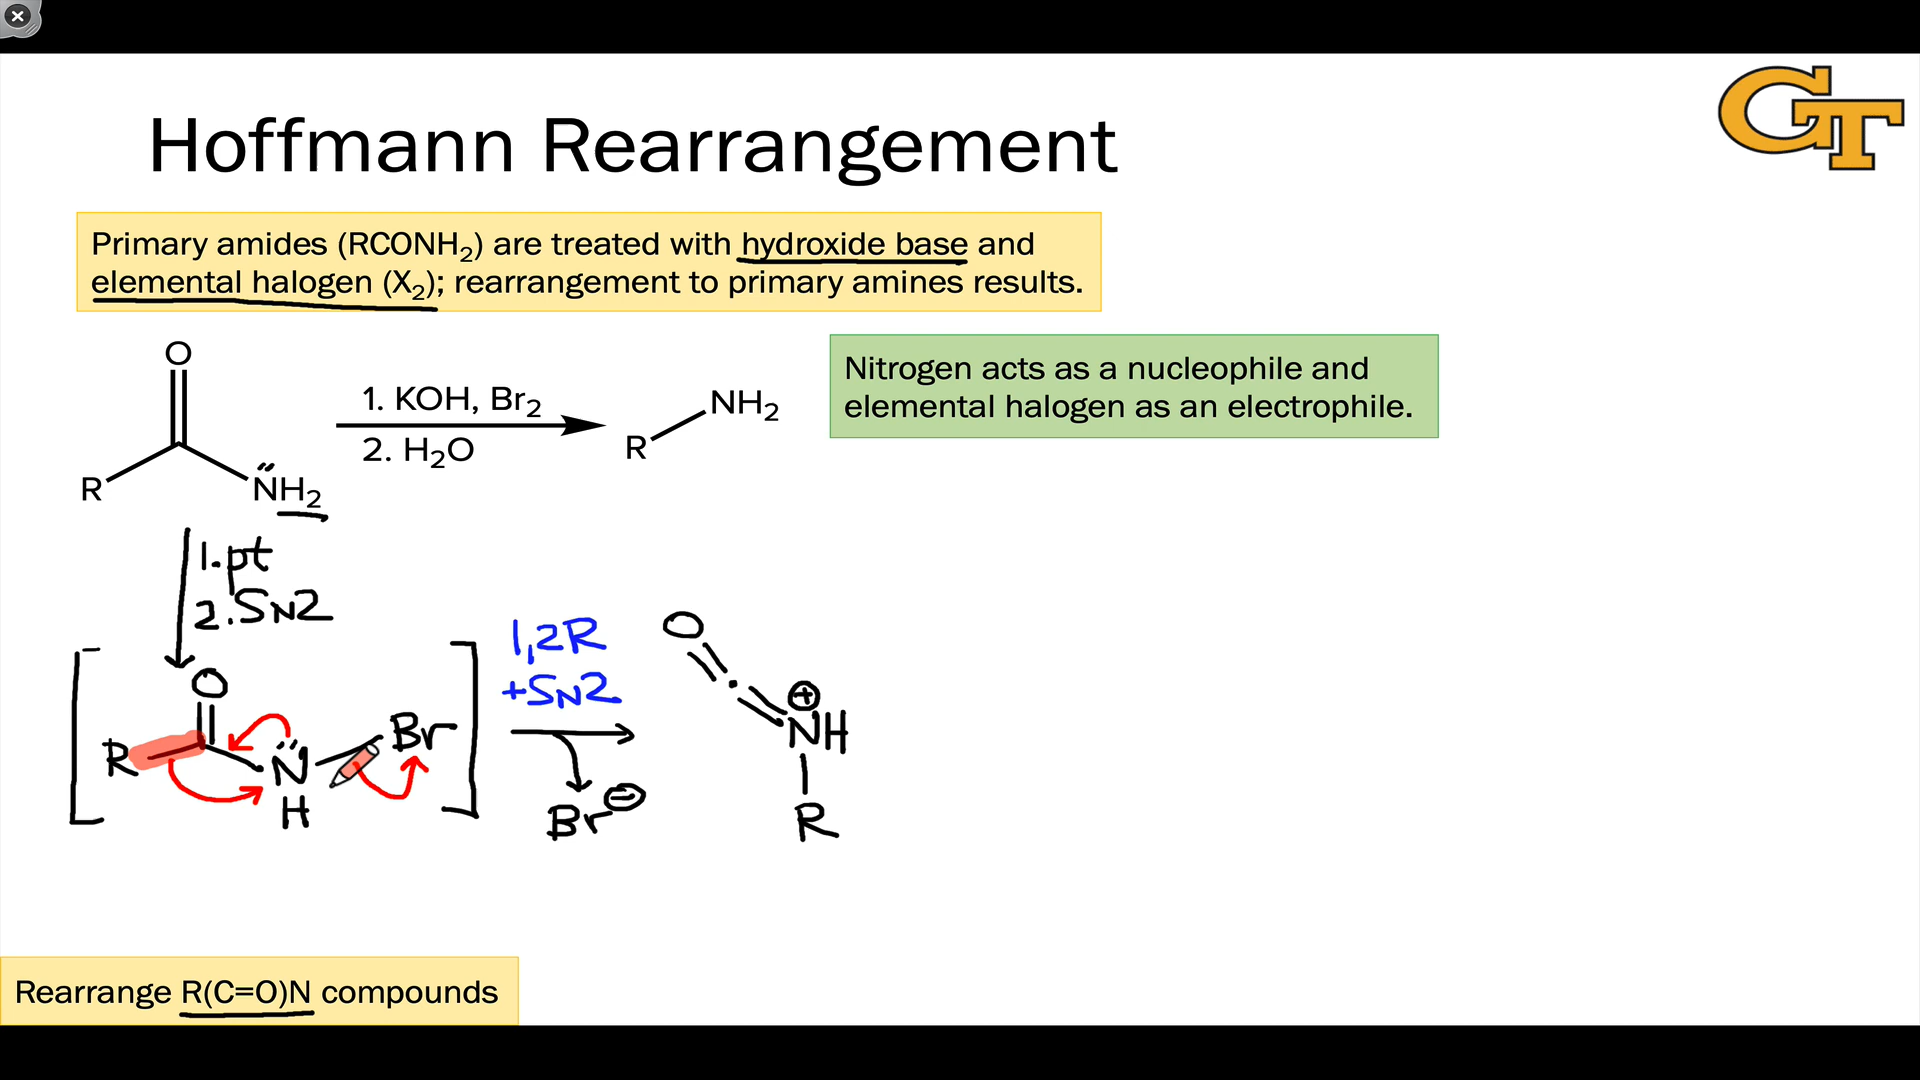 GT
Hoffmann Rearrangement
Primary amides (RCONH₂) are treated with hydroxide base and
elemental halogen (X₂); rearrangement to primary amines results.
Nitrogen acts as a nucleophile and
elemental halogen as an electrophile.
O
R
NH₂
1. KOH, Br₂
2. H₂O
R
NH₂
1. pt
2. SN2
O
R
N
H
Br
1,2R
+SN2
Br⊖
O
⊕
NH
R
Rearrange R(C=O)N compounds